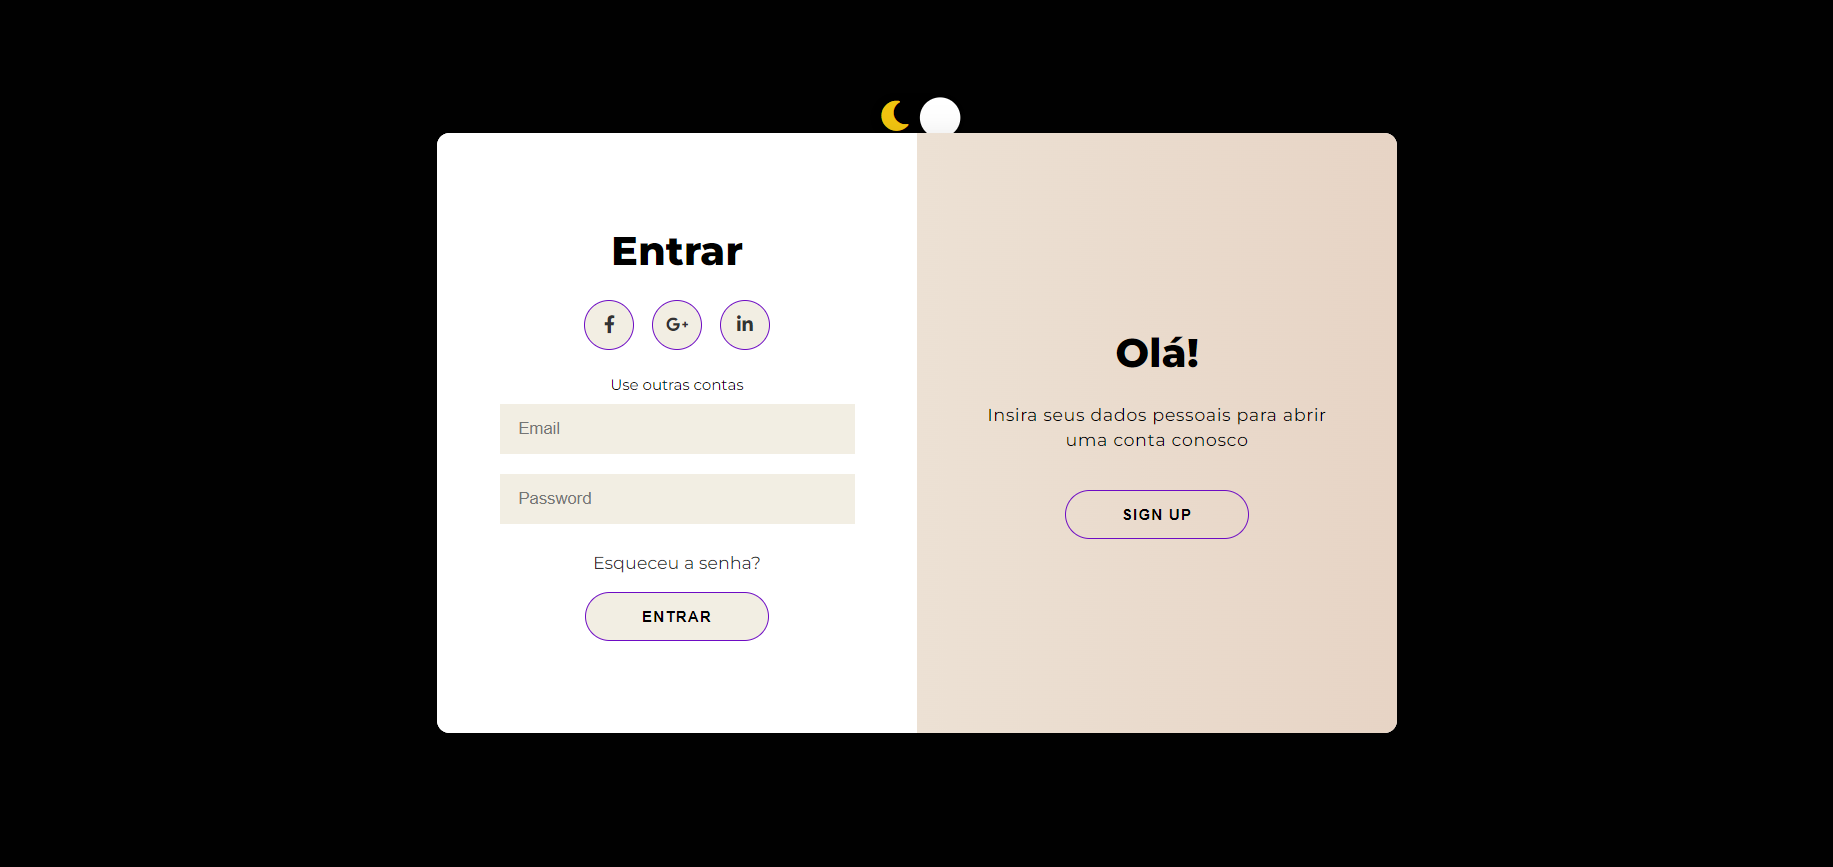 Entrar
f
G+
in
Use outras contas
Email
Password
Esqueceu a senha?
ENTRAR
Olá!
Insira seus dados pessoais para abrir
uma conta conosco
SIGN UP